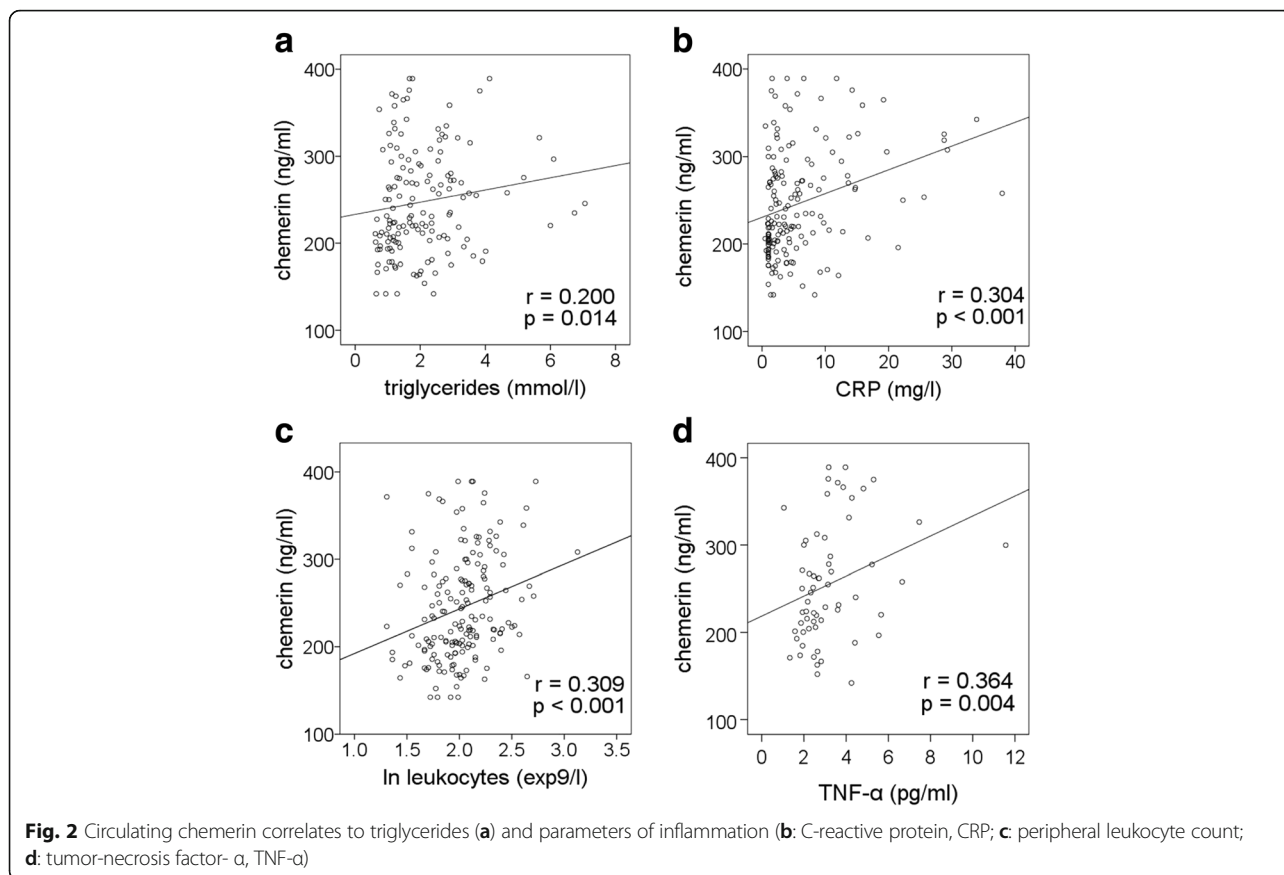 a
400
300
200
100
chemerin (ng/ml)
0 2 4 6 8
triglycerides (mmol/l)
r = 0.200
p = 0.014
b
400
300
200
100
chemerin (ng/ml)
0 10 20 30 40
CRP (mg/l)
r = 0.304
p < 0.001
c
400
300
200
100
chemerin (ng/ml)
1.0 1.5 2.0 2.5 3.0 3.5
ln leukocytes (exp9/l)
r = 0.309
p < 0.001
d
400
300
200
100
chemerin (ng/ml)
0 2 4 6 8 10 12
TNF-α (pg/ml)
r = 0.364
p = 0.004
Fig. 2 Circulating chemerin correlates to triglycerides (a) and parameters of inflammation (b: C-reactive protein, CRP; c: peripheral leukocyte count;
d: tumor-necrosis factor- α, TNF-α)